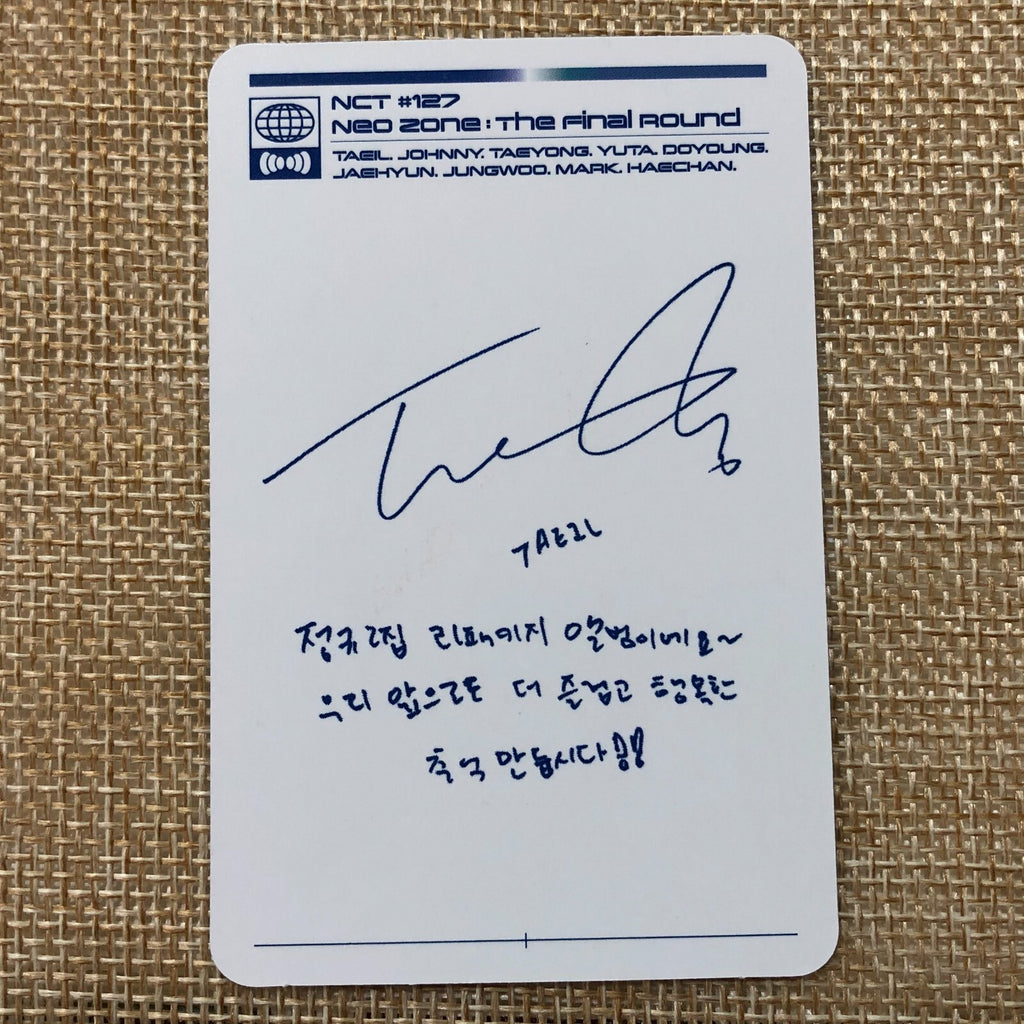 NCT #127
NEO ZONE : THE FINAL ROUND
TAEIL. JOHNNY. TAEYONG. YUTA. DOYOUNG.
JAEHYUN. JUNGWOO. MARK. HAECHAN.
TAEIL
정규 2집 리패키지 앨범이네요~
우리 앞으로도 더 즐겁고 행복한
추억 만듭시다!!